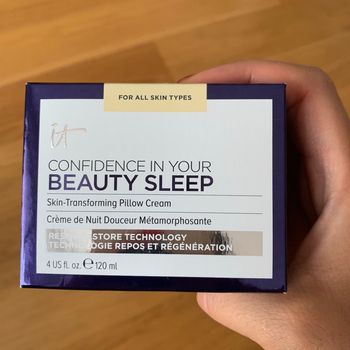 FOR ALL SKIN TYPES
iT
CONFIDENCE IN YOUR
BEAUTY SLEEP
Skin-Transforming Pillow Cream
Crème de Nuit Douceur Métamorphosante
TECHNOLOGY
TECHNOLOGIE REPOS ET RÉGÉNÉRATION
4 US fl. oz. ℮ 120 ml